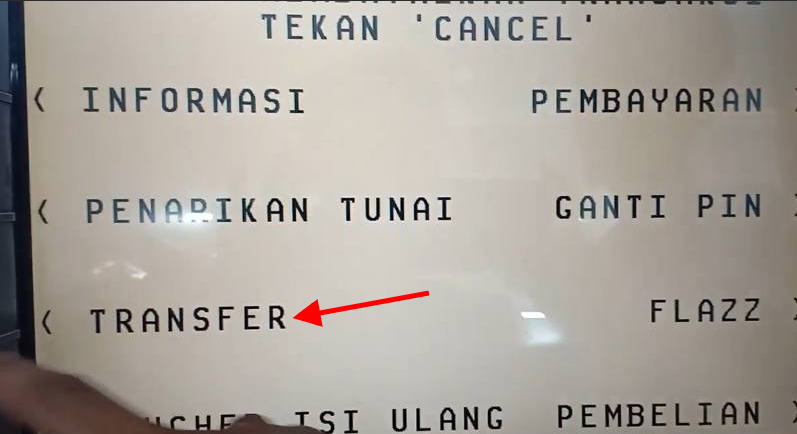 TEKAN 'CANCEL'
< INFORMASI PEMBAYARAN >
< PENARIKAN TUNAI GANTI PIN >
< TRANSFER FLAZZ >
ISI ULANG PEMBELIAN >